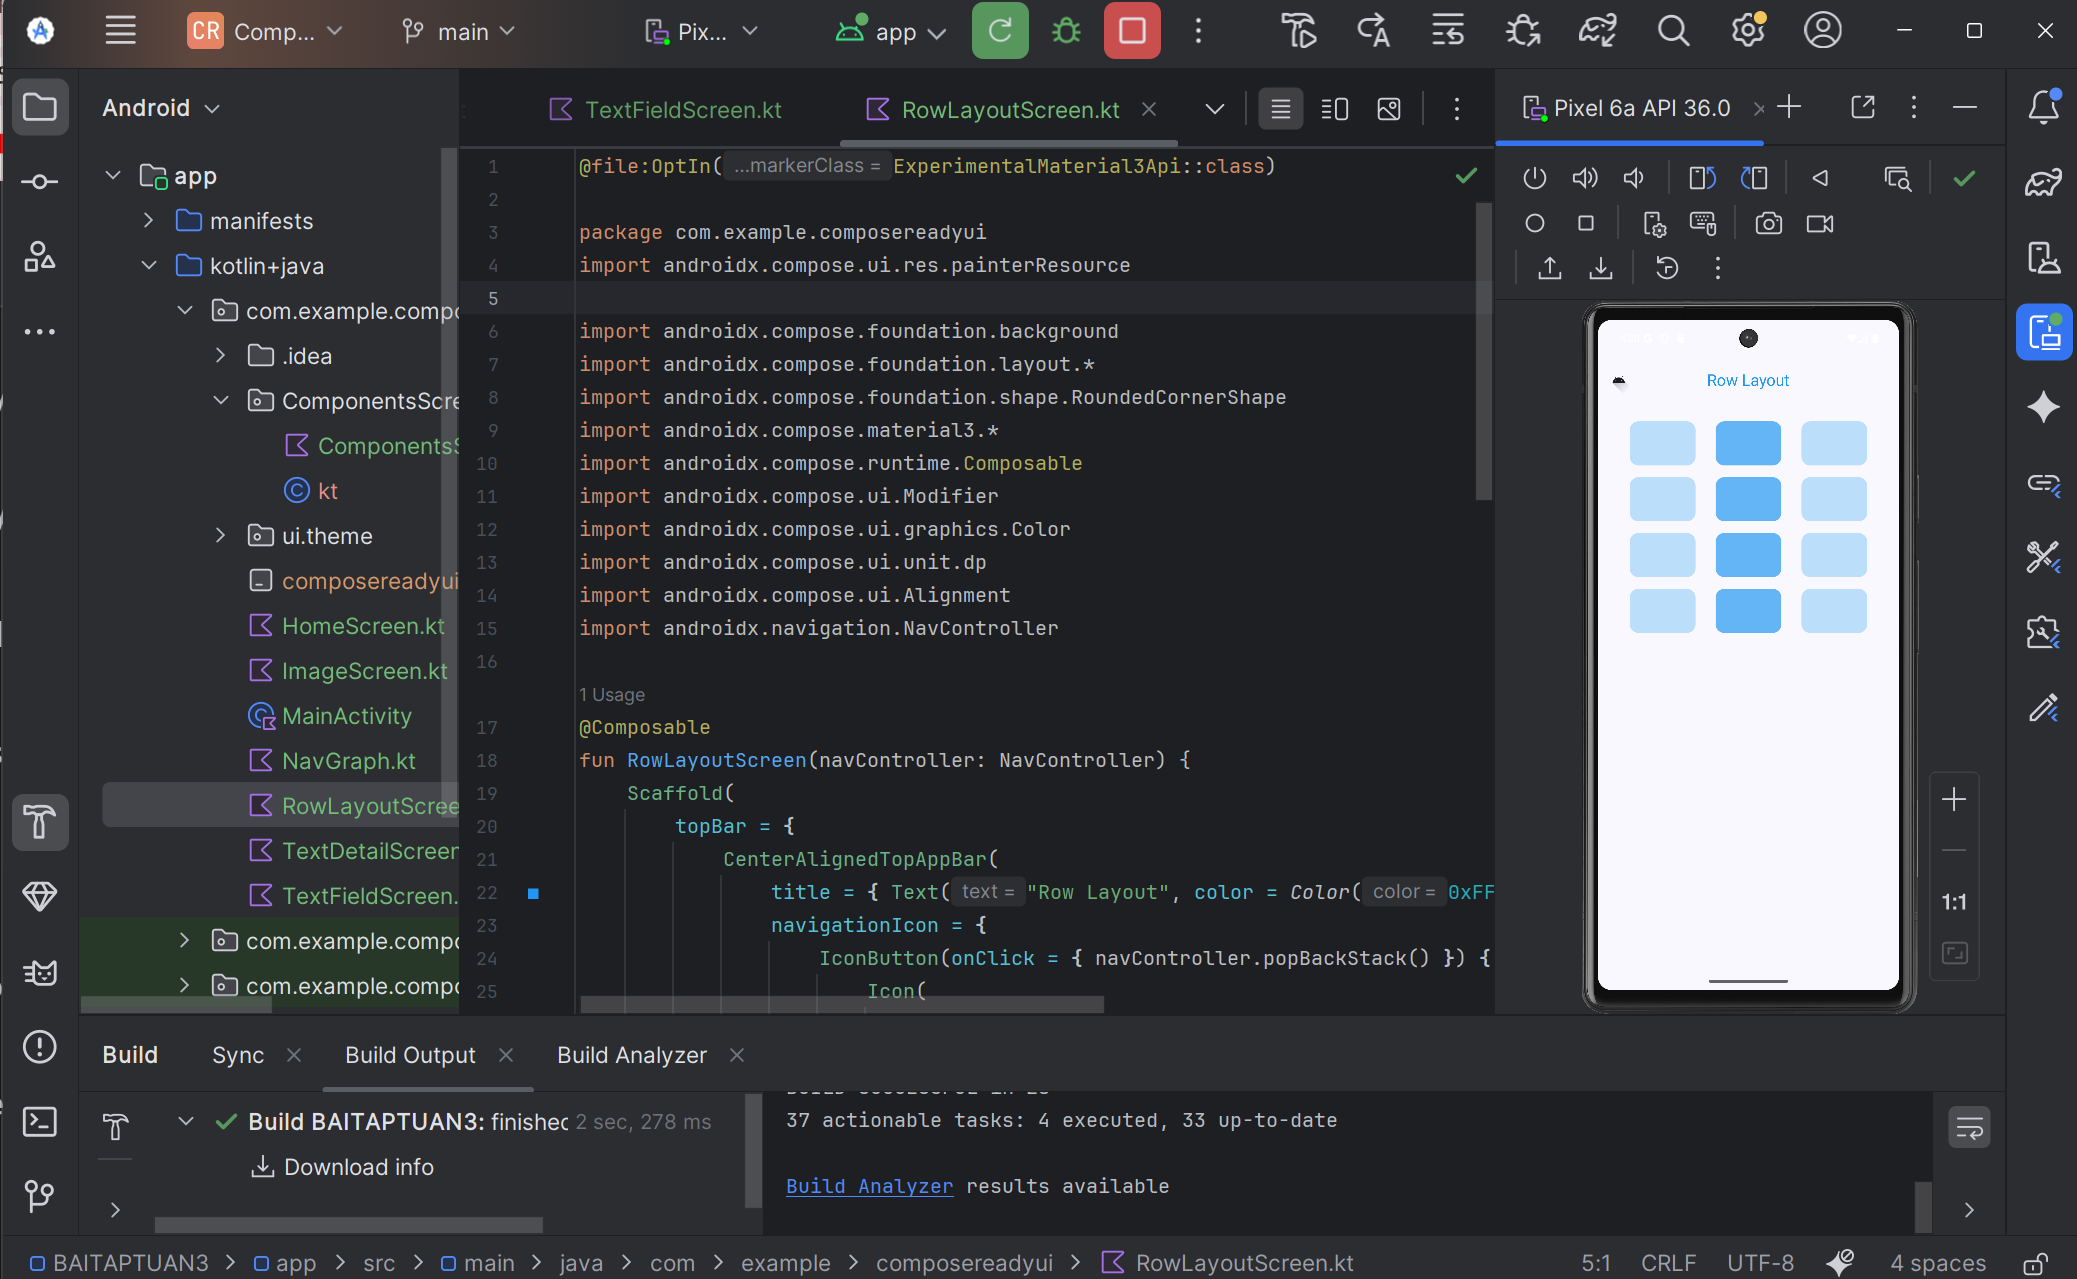 CR Comp... main Pix... app
Android
app
manifests
kotlin+java
com.example.compo
.idea
ComponentsScre
ComponentsS
kt
ui.theme
composereadyui
HomeScreen.kt
ImageScreen.kt
MainActivity
NavGraph.kt
RowLayoutScree
TextDetailScreen
TextFieldScreen.
com.example.compo
com.example.compo
TextFieldScreen.kt RowLayoutScreen.kt
1 @file:OptIn(...markerClass = ExperimentalMaterial3Api::class)
2
3 package com.example.composereadyui
4 import androidx.compose.ui.res.painterResource
5
6 import androidx.compose.foundation.background
7 import androidx.compose.foundation.layout.*
8 import androidx.compose.foundation.shape.RoundedCornerShape
9 import androidx.compose.material3.*
10 import androidx.compose.runtime.Composable
11 import androidx.compose.ui.Modifier
12 import androidx.compose.ui.graphics.Color
13 import androidx.compose.ui.unit.dp
14 import androidx.compose.ui.Alignment
15 import androidx.navigation.NavController
16
1 Usage
17 @Composable
18 fun RowLayoutScreen(navController: NavController) {
19 Scaffold(
20 topBar = {
21 CenterAlignedTopAppBar(
22 title = { Text( text = "Row Layout", color = Color( color = 0xFF
23 navigationIcon = {
24 IconButton(onClick = { navController.popBackStack() }) {
25 Icon(
Pixel 6a API 36.0
Row Layout
1:1
Build Sync Build Output Build Analyzer
Build BAITAPTUAN3: finished 2 sec, 278 ms
Download info
37 actionable tasks: 4 executed, 33 up-to-date
Build Analyzer results available
BAITAPTUAN3 > app > src > main > java > com > example > composereadyui > RowLayoutScreen.kt
5:1 CRLF UTF-8 4 spaces